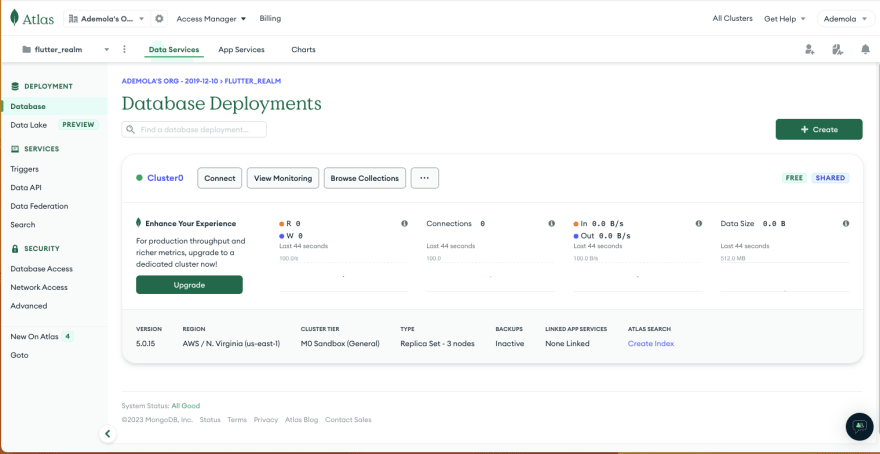 Atlas
Ademola's O...
Access Manager
Billing
All Clusters
Get Help
Ademola
flutter_realm
Data Services
App Services
Charts
DEPLOYMENT
Database
Data Lake PREVIEW
SERVICES
Triggers
Data API
Data Federation
Search
SECURITY
Database Access
Network Access
Advanced
New On Atlas 4
Goto
ADEMOLA'S ORG - 2019-12-10 > FLUTTER_REALM
Database Deployments
Find a database deployment...
+ Create
Cluster0
Connect
View Monitoring
Browse Collections
...
FREE
SHARED
Enhance Your Experience
For production throughput and
richer metrics, upgrade to a
dedicated cluster now!
Upgrade
R 0
W 0
Last 44 seconds
100.0/s
Connections 0
Last 44 seconds
100.0
In 0.0 B/s
Out 0.0 B/s
Last 44 seconds
100.0 B/s
Data Size 0.0 B
Last 44 seconds
512.0 MB
VERSION REGION CLUSTER TIER TYPE BACKUPS LINKED APP SERVICES ATLAS SEARCH
5.0.15 AWS / N. Virginia (us-east-1) M0 Sandbox (General) Replica Set - 3 nodes Inactive None Linked Create Index
System Status: All Good
©2023 MongoDB, Inc. Status Terms Privacy Atlas Blog Contact Sales